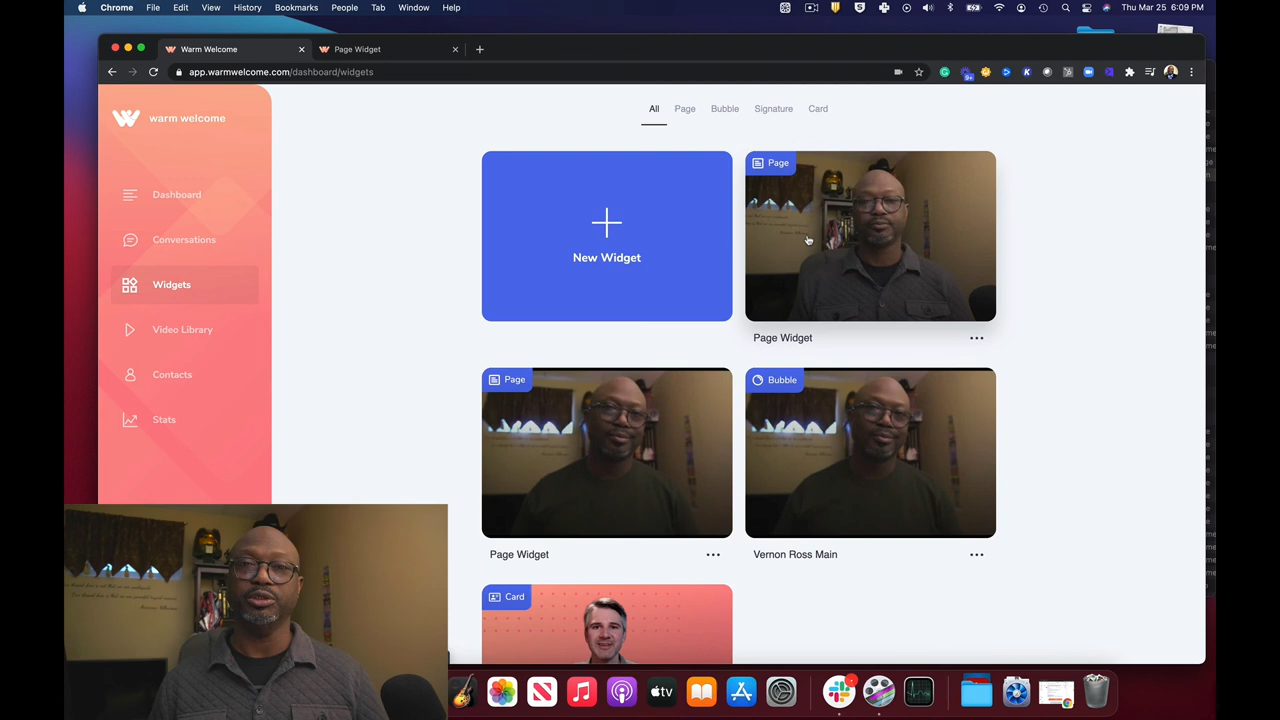 Chrome File Edit View History Bookmarks People Tab Window Help
Thu Mar 25 6:09 PM
Warm Welcome
Page Widget
app.warmwelcome.com/dashboard/widgets
9+
warm welcome
All Page Bubble Signature Card
Dashboard
Conversations
Widgets
Video Library
Contacts
Stats
New Widget
Page
Page Widget
Page
Bubble
Page Widget
Vernon Ross Main
Card
tv